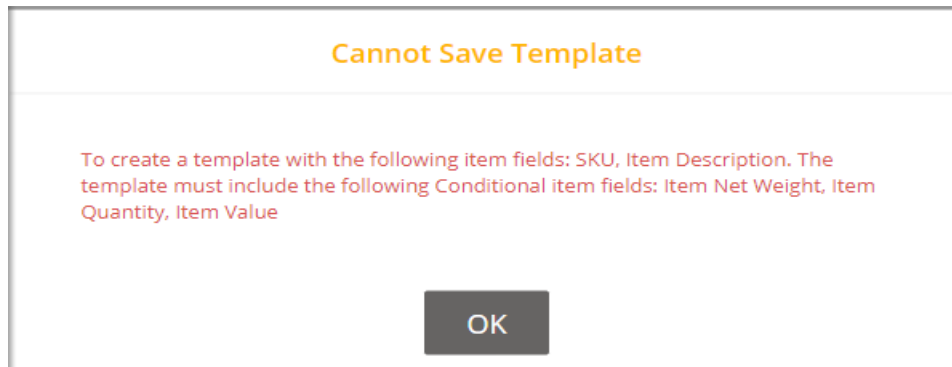 Cannot Save Template
To create a template with the following item fields: SKU, Item Description. The
template must include the following Conditional item fields: Item Net Weight, Item
Quantity, Item Value
OK